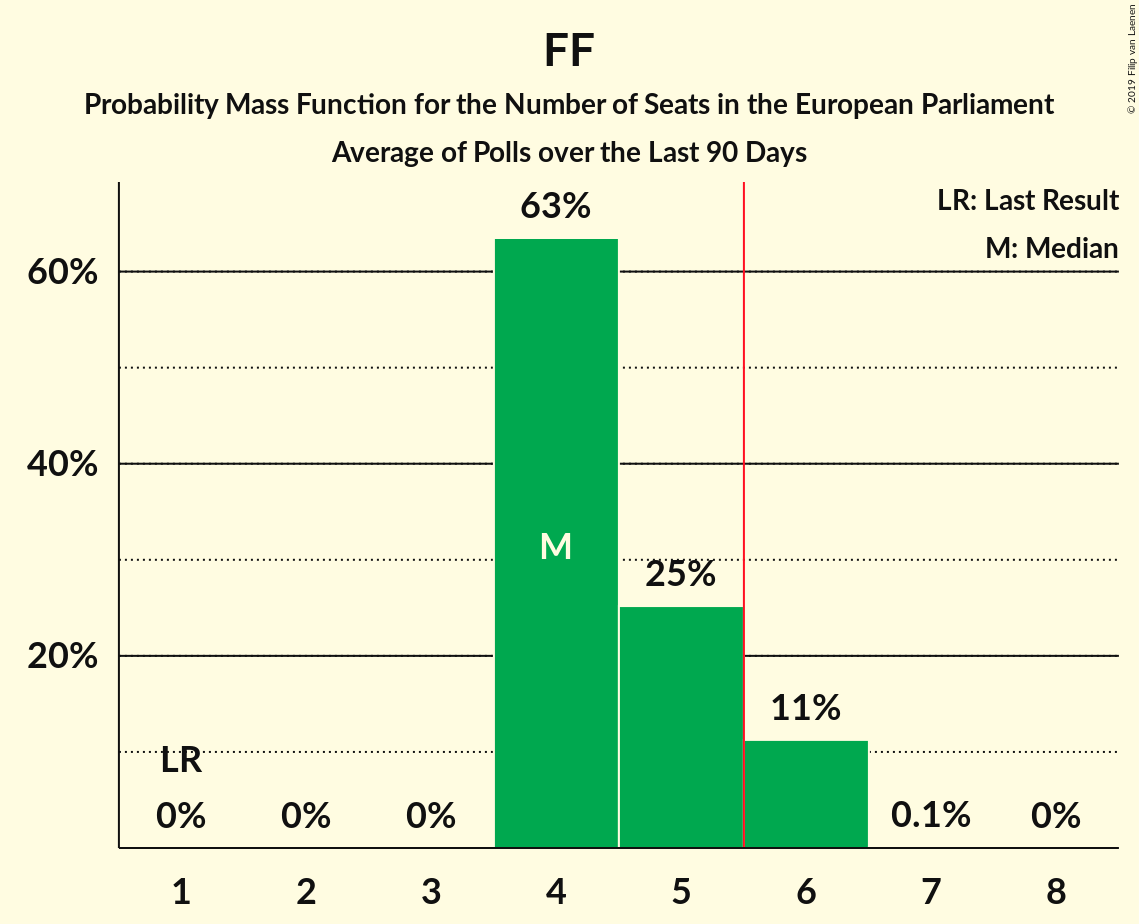 FF
Probability Mass Function for the Number of Seats in the European Parliament
Average of Polls over the Last 90 Days
© 2019 Filip van Laenen
LR: Last Result
M: Median
63%
60%
40%
M
25%
20%
11%
LR
0%
0%
0%
0.1%
0%
1 2 3 4 5 6 7 8